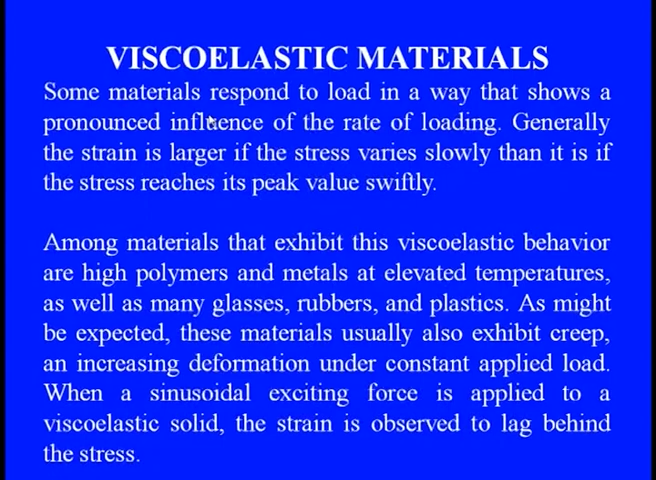 VISCOELASTIC MATERIALS
Some materials respond to load in a way that shows a
pronounced influence of the rate of loading. Generally
the strain is larger if the stress varies slowly than it is if
the stress reaches its peak value swiftly.
Among materials that exhibit this viscoelastic behavior
are high polymers and metals at elevated temperatures,
as well as many glasses, rubbers, and plastics. As might
be expected, these materials usually also exhibit creep,
an increasing deformation under constant applied load.
When a sinusoidal exciting force is applied to a
viscoelastic solid, the strain is observed to lag behind
the stress.